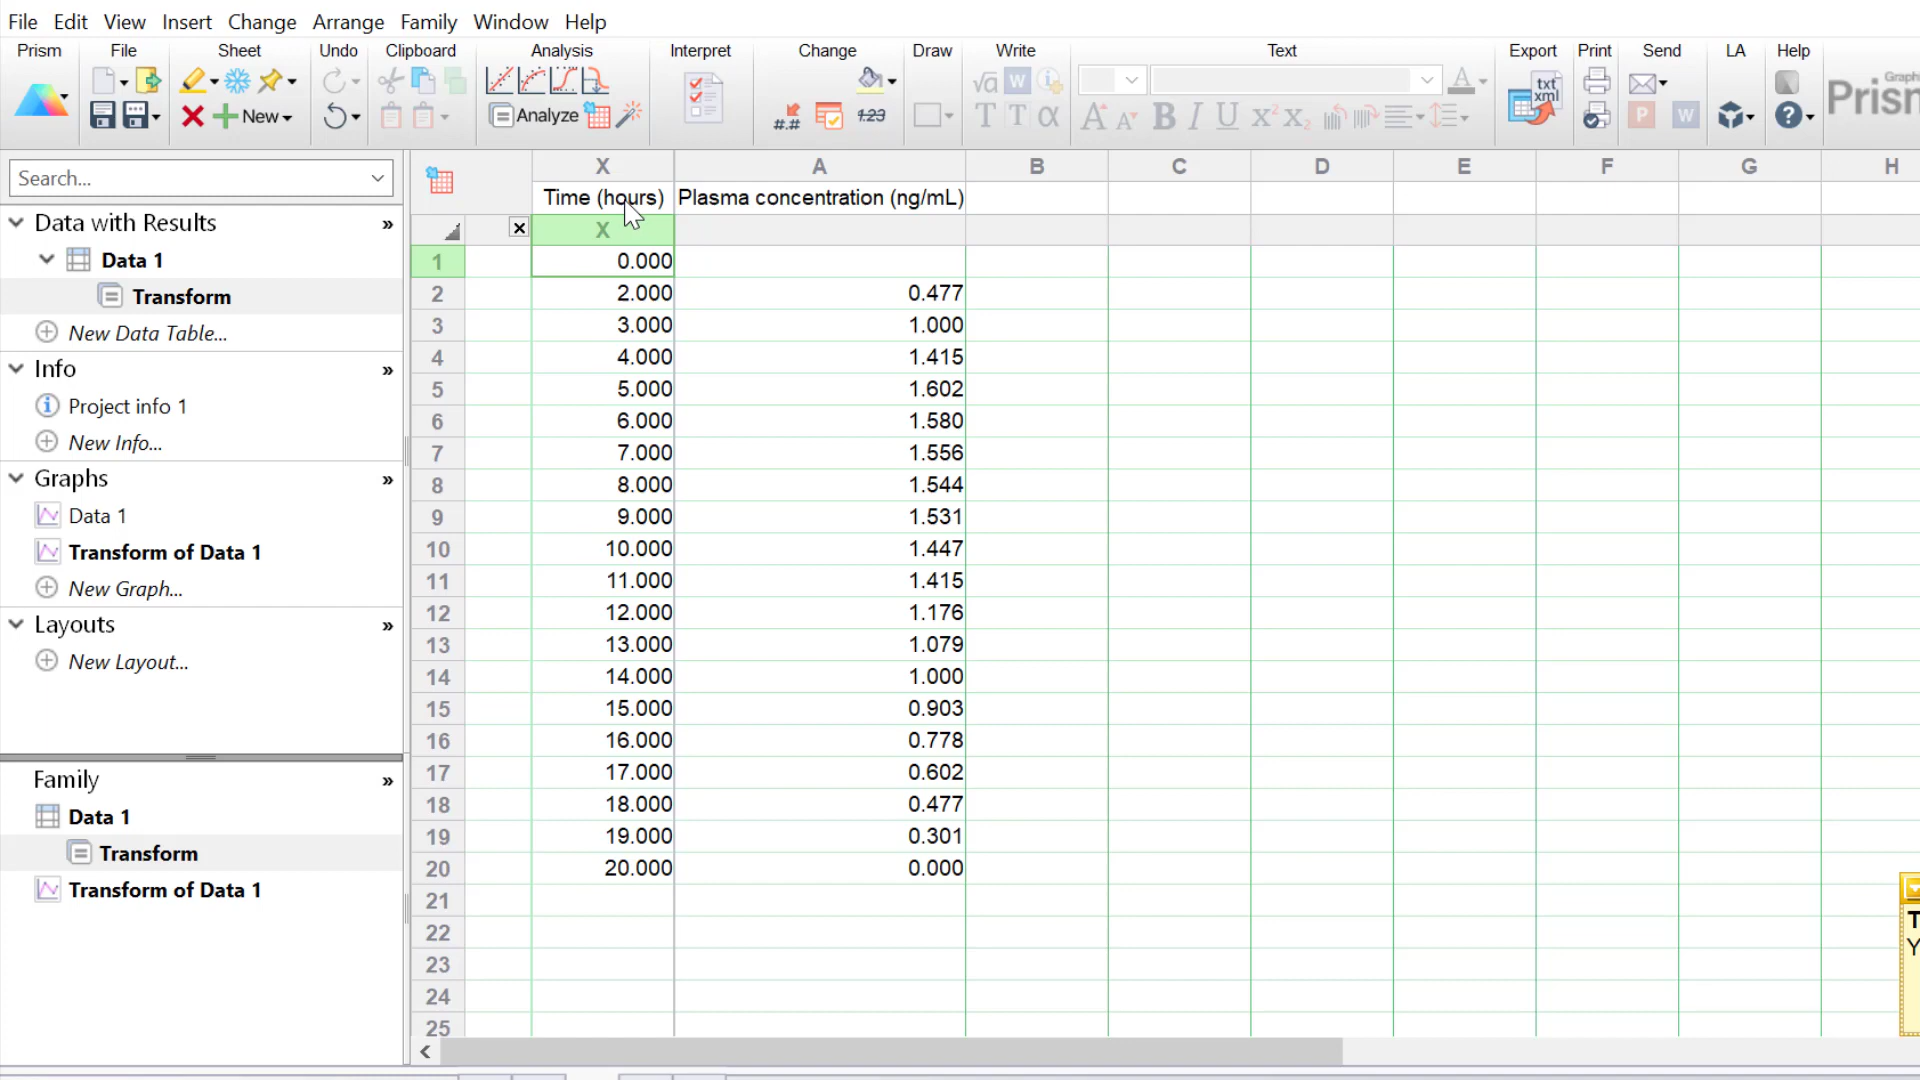 File Edit View Insert Change Arrange Family Window Help
Prism File Sheet Undo Clipboard Analysis Interpret Change Draw Write Text Export Print Send LA Help
New
Analyze
Search...
Data with Results
Data 1
Transform
New Data Table...
Info
Project info 1
New Info...
Graphs
Data 1
Transform of Data 1
New Graph...
Layouts
New Layout...
Family
Data 1
Transform
Transform of Data 1
X A B C D E F G H
Time (hours) Plasma concentration (ng/mL)
X
1 0.000
2 2.000 0.477
3 3.000 1.000
4 4.000 1.415
5 5.000 1.602
6 6.000 1.580
7 7.000 1.556
8 8.000 1.544
9 9.000 1.531
10 10.000 1.447
11 11.000 1.415
12 12.000 1.176
13 13.000 1.079
14 14.000 1.000
15 15.000 0.903
16 16.000 0.778
17 17.000 0.602
18 18.000 0.477
19 19.000 0.301
20 20.000 0.000
21
22
23
24
25